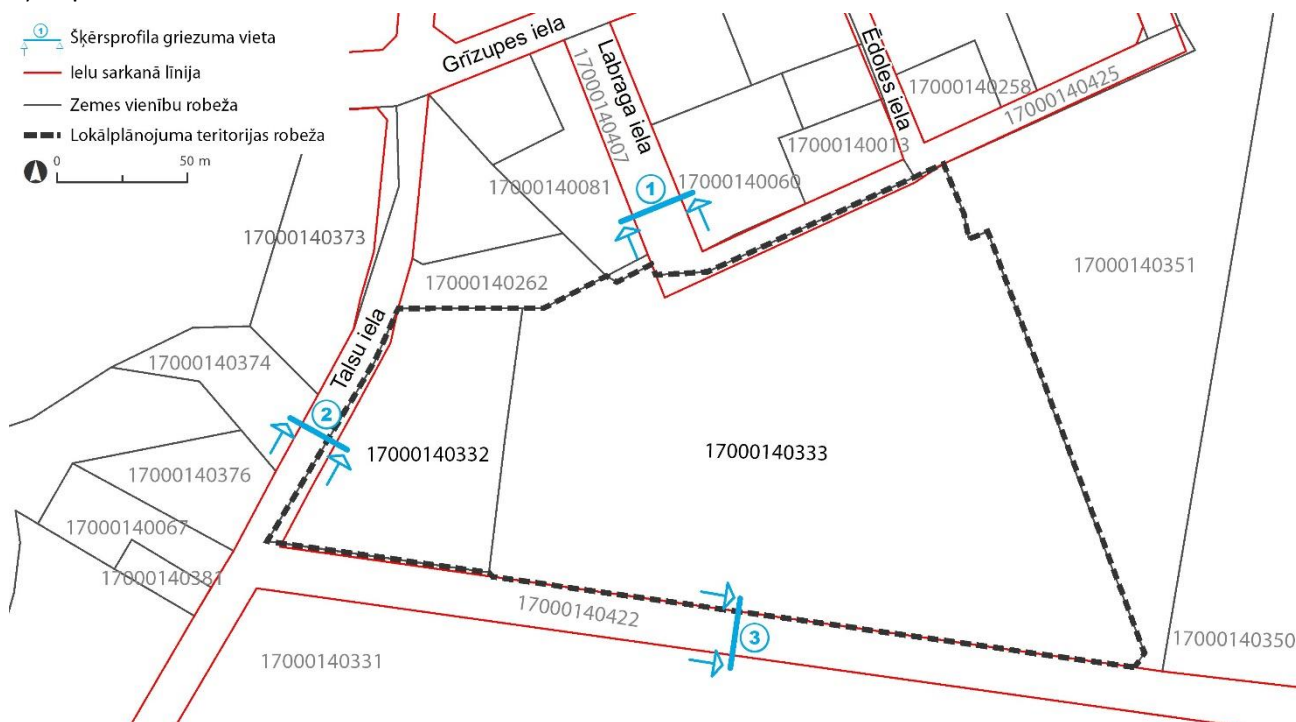 1
Šķērsprofila griezuma vieta
Ielu sarkanā līnija
Zemes vienību robeža
Lokālplānojuma teritorijas robeža
0 50 m
Grīzupes iela
Labraga iela
Ēdoles iela
17000140407
17000140258
17000140425
17000140013
17000140081
1
17000140060
17000140373
17000140262
17000140351
Talsu iela
17000140374
2
17000140332
17000140333
17000140376
17000140067
17000140381
17000140422
3
17000140350
17000140331